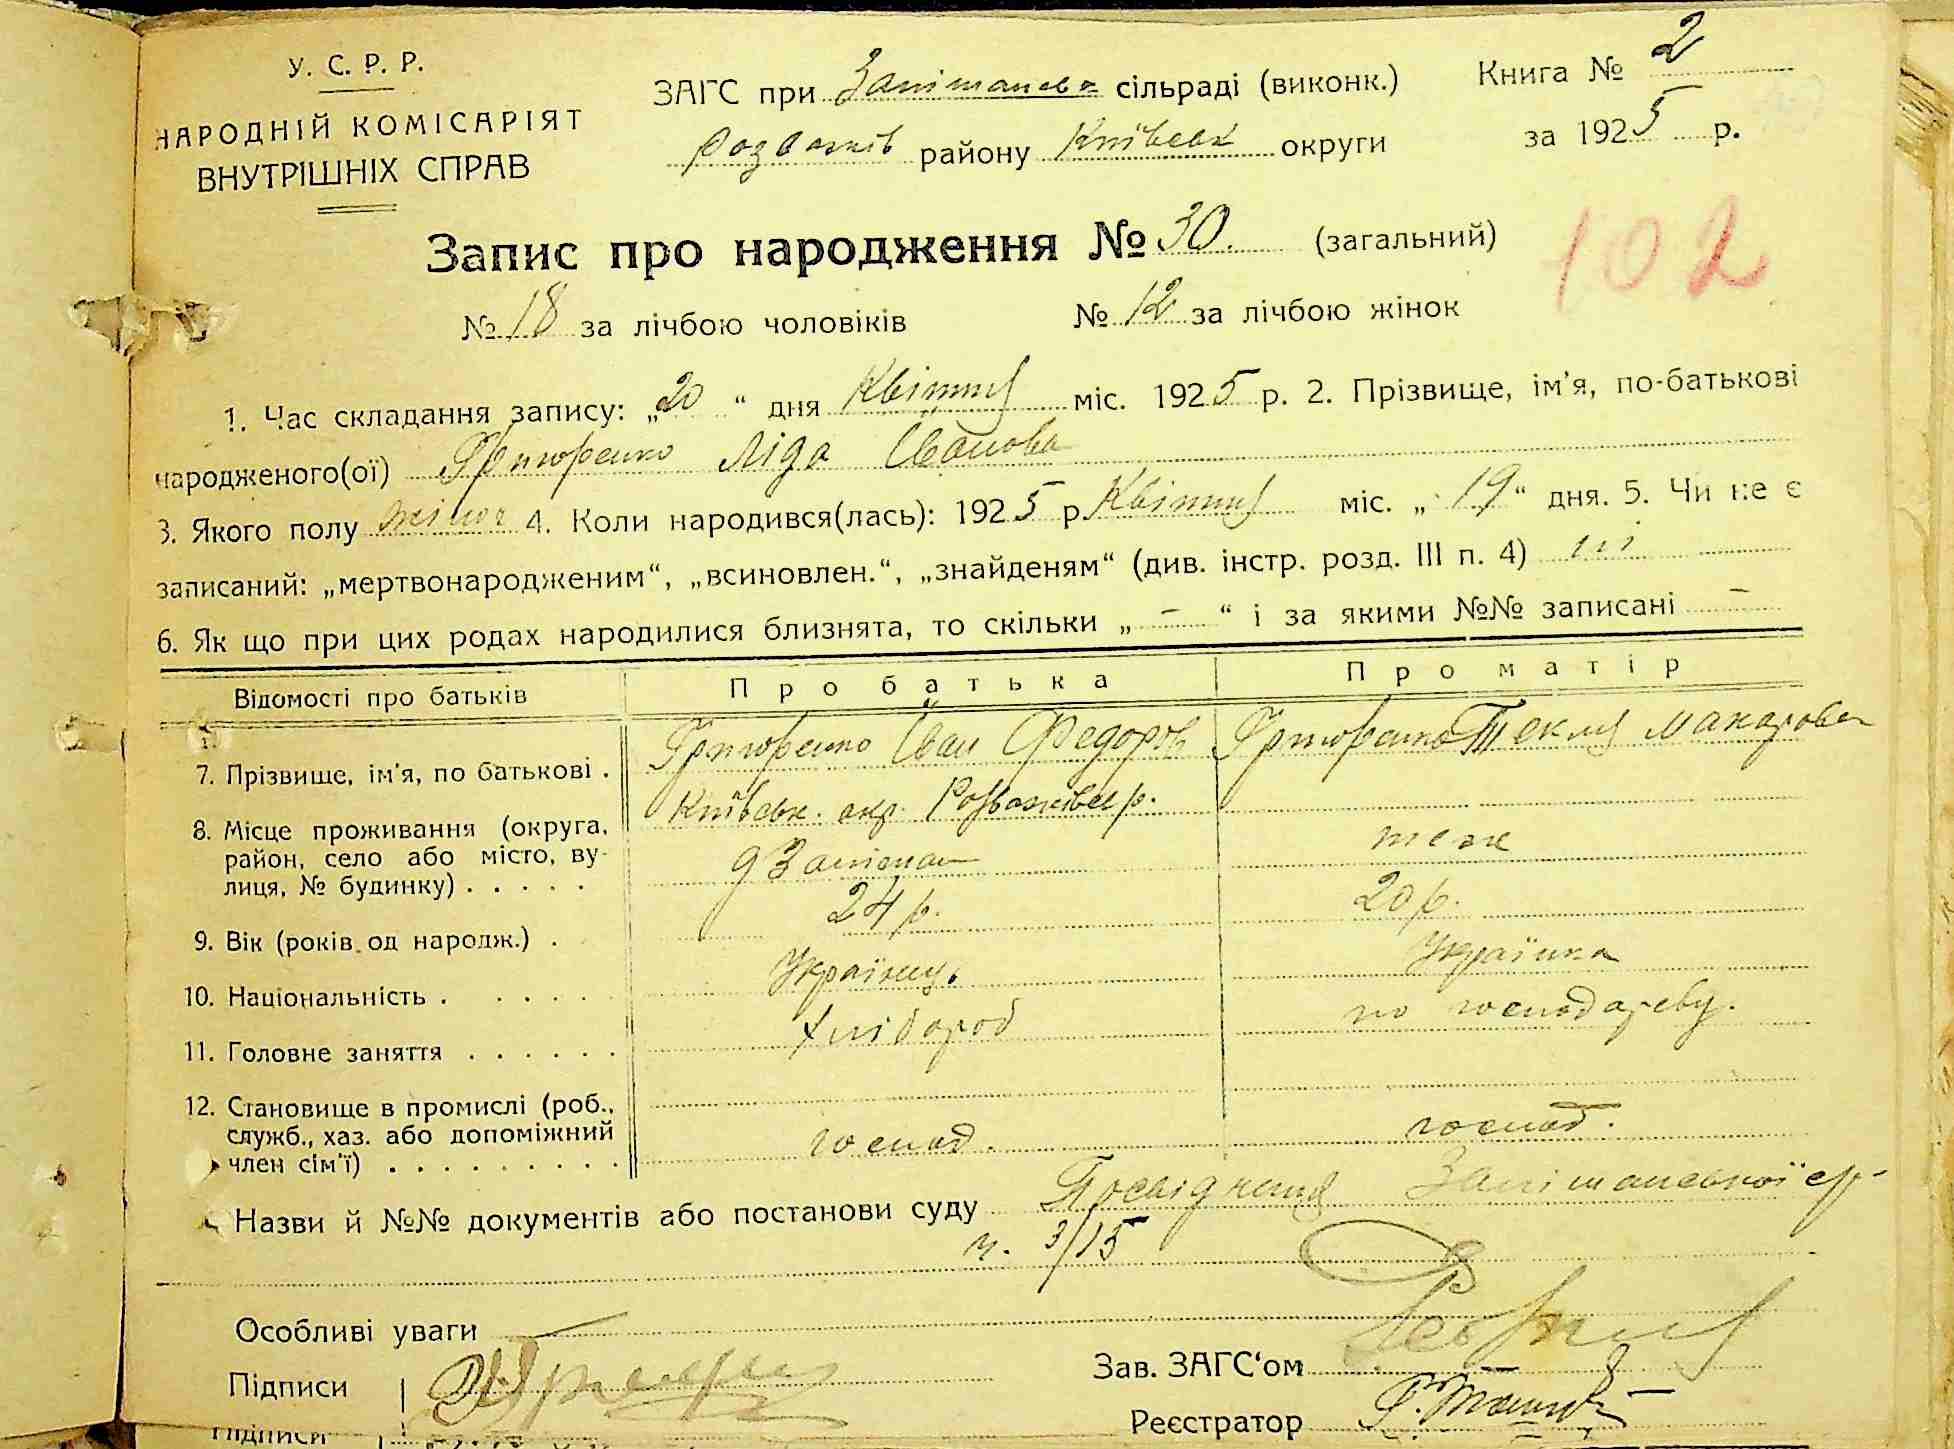 У. С. Р. Р.
НАРОДНІЙ КОМІСАРІЯТ
ВНУТРІШНІХ СПРАВ
ЗАГС при сільраді (виконк.)
Розважів району Київськ округи
Книга № 2
за 1925 р.
Запис про народження № 30. (загальний)
102
№ 18 за лічбою чоловіків № 12 за лічбою жінок
1. Час складання запису: „20“ дня Квітня міс. 1925 р. 2. Прізвище, ім'я, по-батькові
народженого(ої) Григоренко Ліда Іванова
3. Якого полу жіноч 4. Коли народився(лась): 1925 р Квітня міс. „19“ дня. 5. Чи не є
записаний: „мертвонародженим“, „всиновлен.“, „знайденям“ (див. інстр. розд. III п. 4) ні
6. Як що при цих родах народилися близнята, то скільки „ – “ і за якими №№ записані –
Відомості про батьків Про батька Про матір
7. Прізвище, ім'я, по батькові . Григоренко Іван Федоров Григоренко Текля Макарова
8. Місце проживання (округа, район, село або місто, вулиця, № будинку) . . . . .
Київськ. окр. Розважівськ р.
теж
9. Вік (років од народж.) . 24 р. 20 р.
10. Національність . . . . . . Українец. Українка
11. Головне заняття . . . . . . Хлібороб по господарству.
12. Становище в промислі (роб., служб., хаз. або допоміжний член сім'ї) . . . . . . . . . господ. господ.
Назви й №№ документів або постанови суду Посвідчення
ч. 3/15
Особливі уваги
Підписи
Зав. ЗАГС'ом
Реєстратор
Підписи